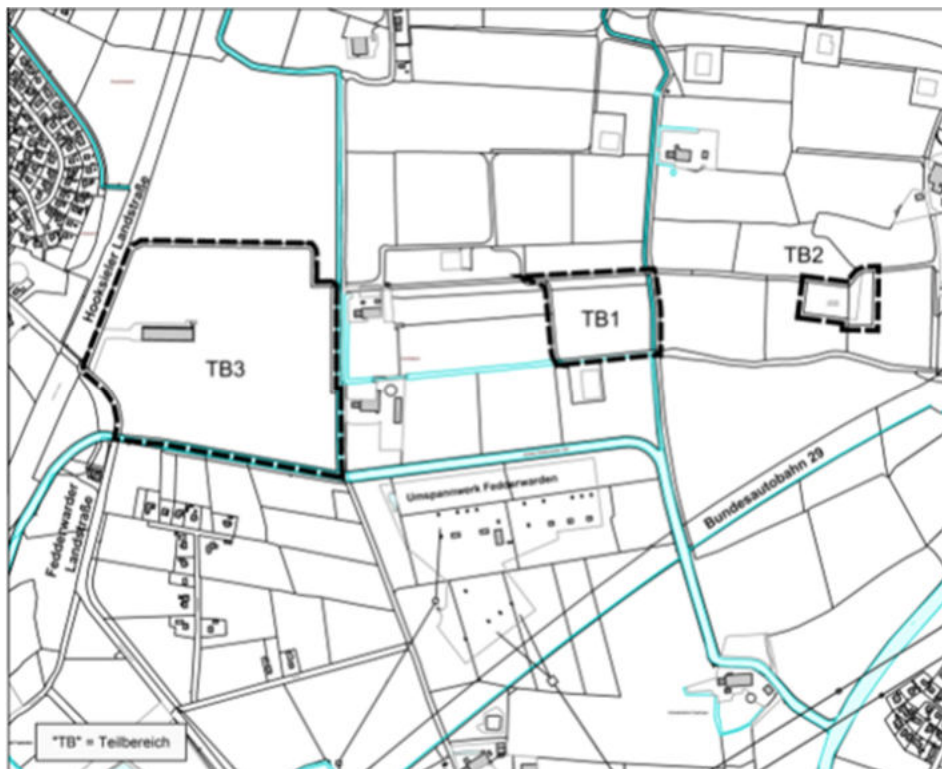 Hooksieler Landstraße
TB2
TB1
TB3
Umspannwerk Fedderwarden
Bundesautobahn 29
Fedderwarder
Landstraße
"TB" = Teilbereich